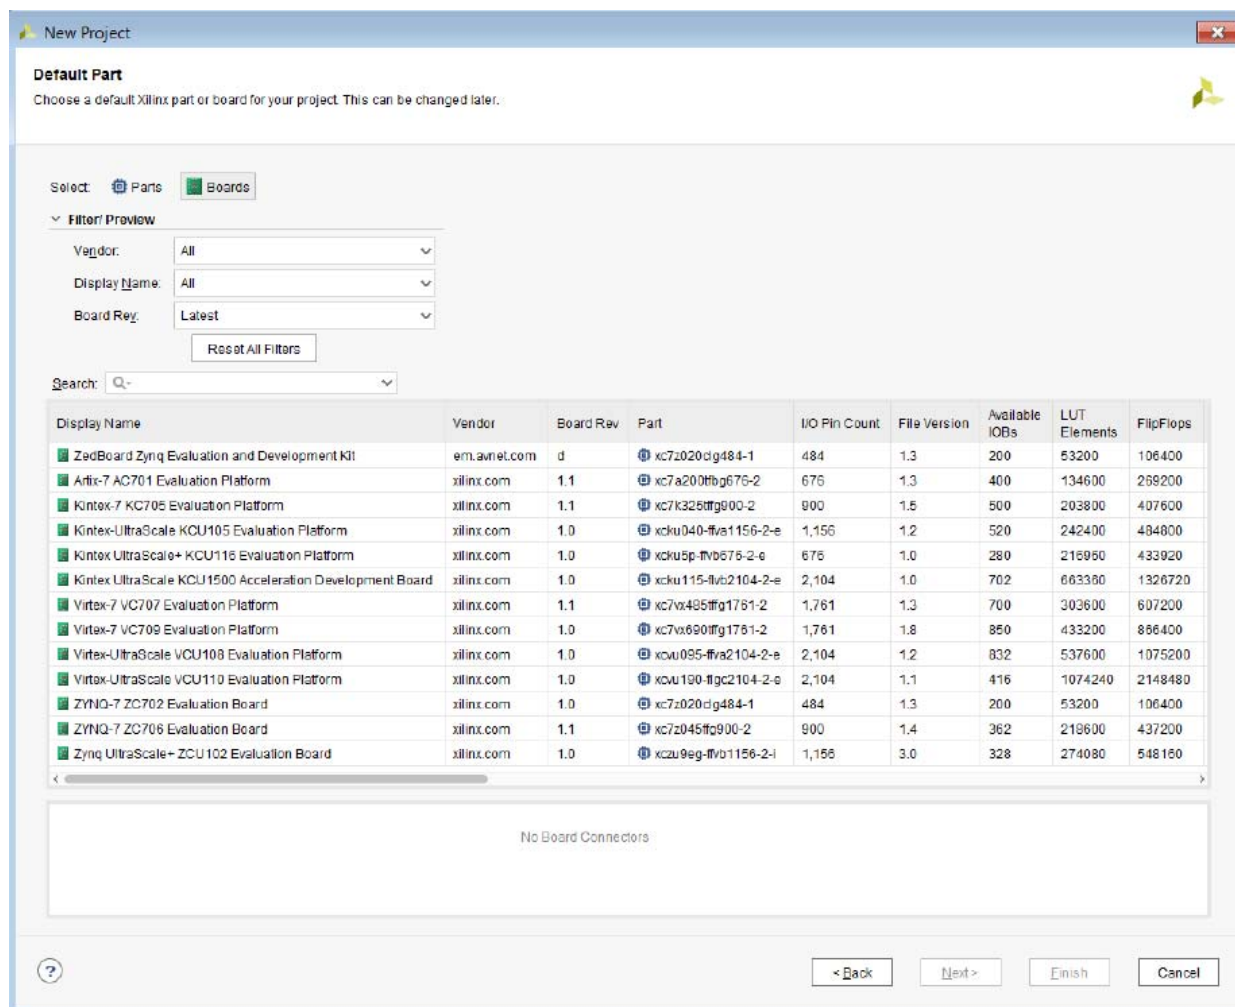 New Project
Default Part
Choose a default Xilinx part or board for your project. This can be changed later.
Select: Parts Boards
Filter/ Preview
Vendor: All
Display Name: All
Board Rev: Latest
Reset All Filters
Search: Q-
Display Name Vendor Board Rev Part I/O Pin Count File Version Available IOBs LUT Elements FlipFlops
ZedBoard Zynq Evaluation and Development Kit em.avnet.com d xc7z020clg484-1 484 1.3 200 53200 106400
Artix-7 AC701 Evaluation Platform xilinx.com 1.1 xc7a200tfbg676-2 676 1.3 400 134600 269200
Kintex-7 KC705 Evaluation Platform xilinx.com 1.1 xc7k325tffg900-2 900 1.5 500 203800 407600
Kintex-UltraScale KCU105 Evaluation Platform xilinx.com 1.0 xcku040-ffva1156-2-e 1,156 1.2 520 242400 484800
Kintex UltraScale+ KCU116 Evaluation Platform xilinx.com 1.0 xcku5p-ffvb676-2-e 676 1.0 280 216960 433920
Kintex UltraScale KCU1500 Acceleration Development Board xilinx.com 1.0 xcku115-flvb2104-2-e 2,104 1.0 702 663360 1326720
Virtex-7 VC707 Evaluation Platform xilinx.com 1.1 xc7vx485tffg1761-2 1,761 1.3 700 303600 607200
Virtex-7 VC709 Evaluation Platform xilinx.com 1.0 xc7vx690tffg1761-2 1,761 1.8 850 433200 866400
Virtex-UltraScale VCU108 Evaluation Platform xilinx.com 1.0 xcvu095-ffva2104-2-e 2,104 1.2 832 537600 1075200
Virtex-UltraScale VCU110 Evaluation Platform xilinx.com 1.0 xcvu190-flgc2104-2-e 2,104 1.1 416 1074240 2148480
ZYNQ-7 ZC702 Evaluation Board xilinx.com 1.0 xc7z020clg484-1 484 1.3 200 53200 106400
ZYNQ-7 ZC706 Evaluation Board xilinx.com 1.1 xc7z045ffg900-2 900 1.4 362 218600 437200
Zynq UltraScale+ ZCU102 Evaluation Board xilinx.com 1.0 xczu9eg-ffvb1156-2-i 1,156 3.0 328 274080 548160
No Board Connectors
? < Back Next > Finish Cancel